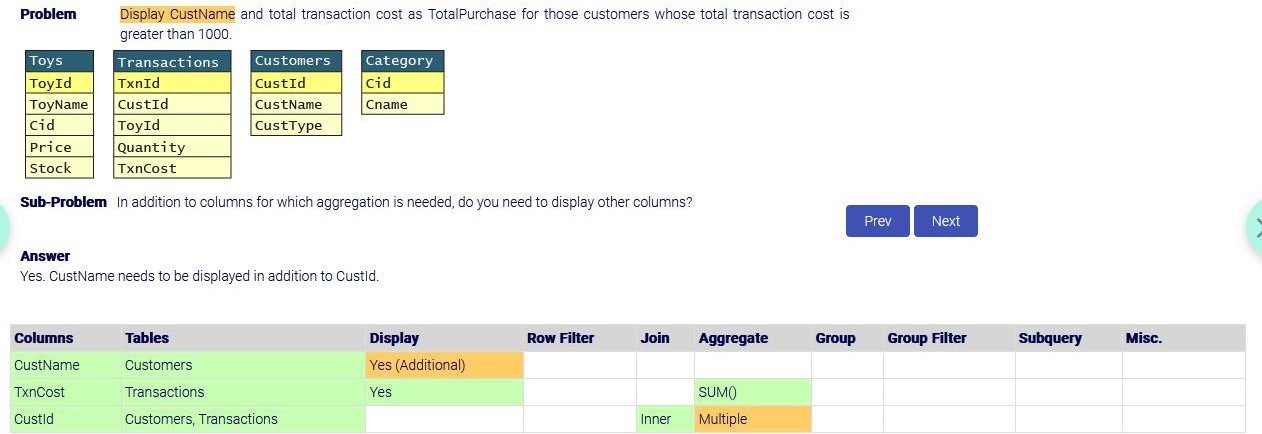 Problem Display CustName and total transaction cost as TotalPurchase for those customers whose total transaction cost is
greater than 1000.
Toys Transactions Customers Category
ToyId TxnId CustId Cid
ToyName CustId CustName Cname
Cid ToyId CustType
Price Quantity
Stock TxnCost
Sub-Problem In addition to columns for which aggregation is needed, do you need to display other columns?
Prev Next
Answer
Yes. CustName needs to be displayed in addition to CustId.
Columns Tables Display Row Filter Join Aggregate Group Group Filter Subquery Misc.
CustName Customers Yes (Additional)
TxnCost Transactions Yes SUM()
CustId Customers, Transactions Inner Multiple